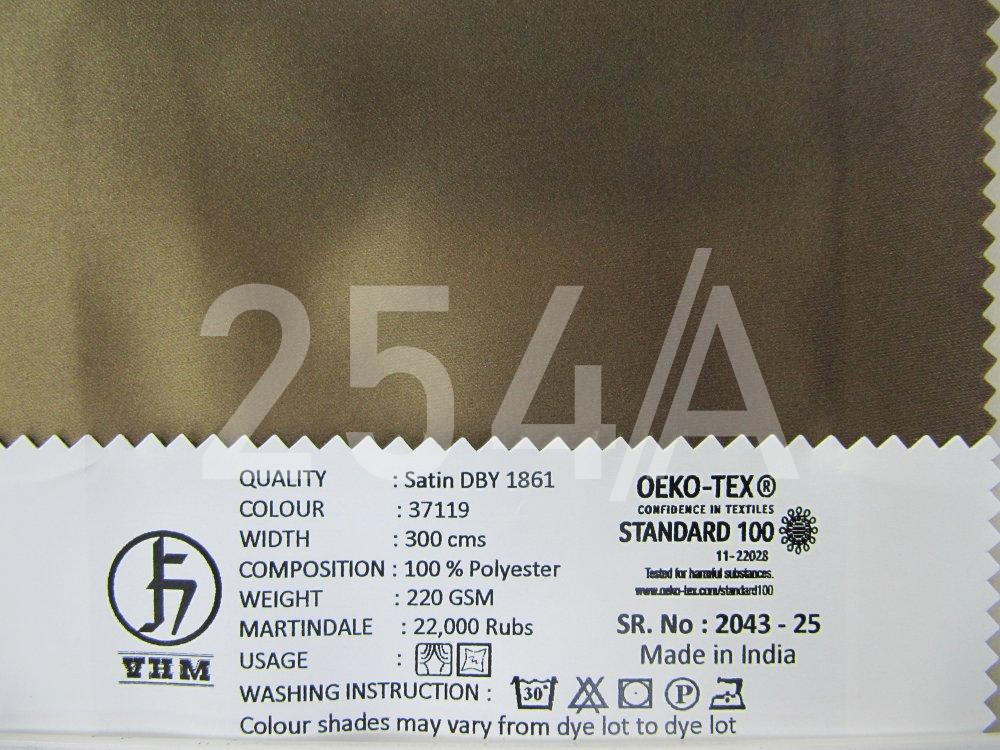 254/A
QUALITY : Satin DBY 1861
COLOUR : 37119
WIDTH : 300 cms
COMPOSITION : 100 % Polyester
WEIGHT : 220 GSM
MARTINDALE : 22,000 Rubs
USAGE :
WASHING INSTRUCTION : 30° P
Colour shades may vary from dye lot to dye lot
VHM
OEKO-TEX®
CONFIDENCE IN TEXTILES
STANDARD 100
11-22028
Tested for harmful substances.
www.oeko-tex.com/standard100
SR. No : 2043 - 25
Made in India